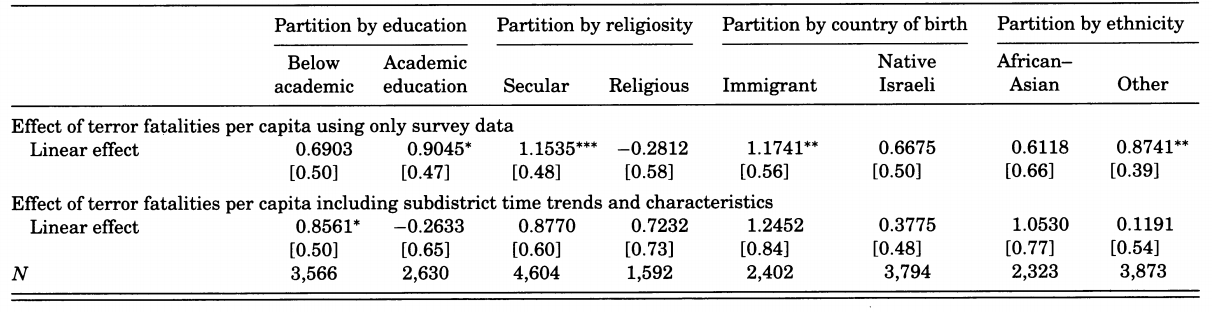 Partition by education Partition by religiosity Partition by country of birth Partition by ethnicity
Below Academic Native African–
academic education Secular Religious Immigrant Israeli Asian Other
Effect of terror fatalities per capita using only survey data
Linear effect 0.6903 0.9045* 1.1535*** −0.2812 1.1741** 0.6675 0.6118 0.8741**
[0.50] [0.47] [0.48] [0.58] [0.56] [0.50] [0.66] [0.39]
Effect of terror fatalities per capita including subdistrict time trends and characteristics
Linear effect 0.8561* −0.2633 0.8770 0.7232 1.2452 0.3775 1.0530 0.1191
[0.50] [0.65] [0.60] [0.73] [0.84] [0.48] [0.77] [0.54]
N 3,566 2,630 4,604 1,592 2,402 3,794 2,323 3,873